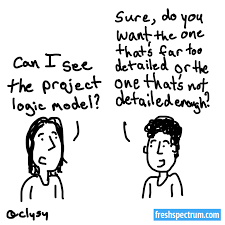 Can I see
the project
logic model?
Sure, do you
want the one
that's far too
detailed or the
one that's not
detailed enough?
@clysy
freshspectrum.com